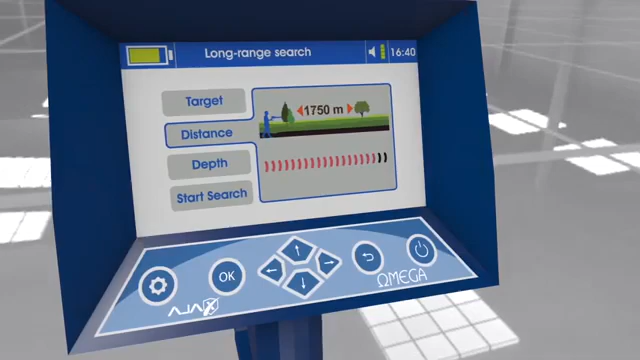 Long-range search
16:40
Target
1750 m
Distance
Depth
Start Search
OK
AJAX
ΩMEGA